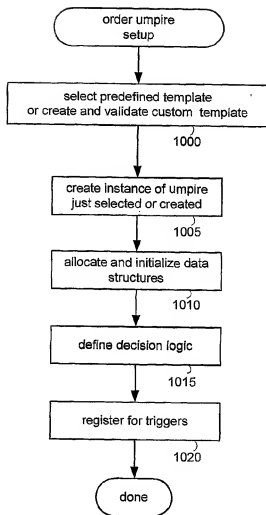 order umpire
setup
select predefined template
or create and validate custom template
1000
create instance of umpire
just selected or created
1005
allocate and initialize data
structures
1010
define decision logic
1015
register for triggers
1020
done